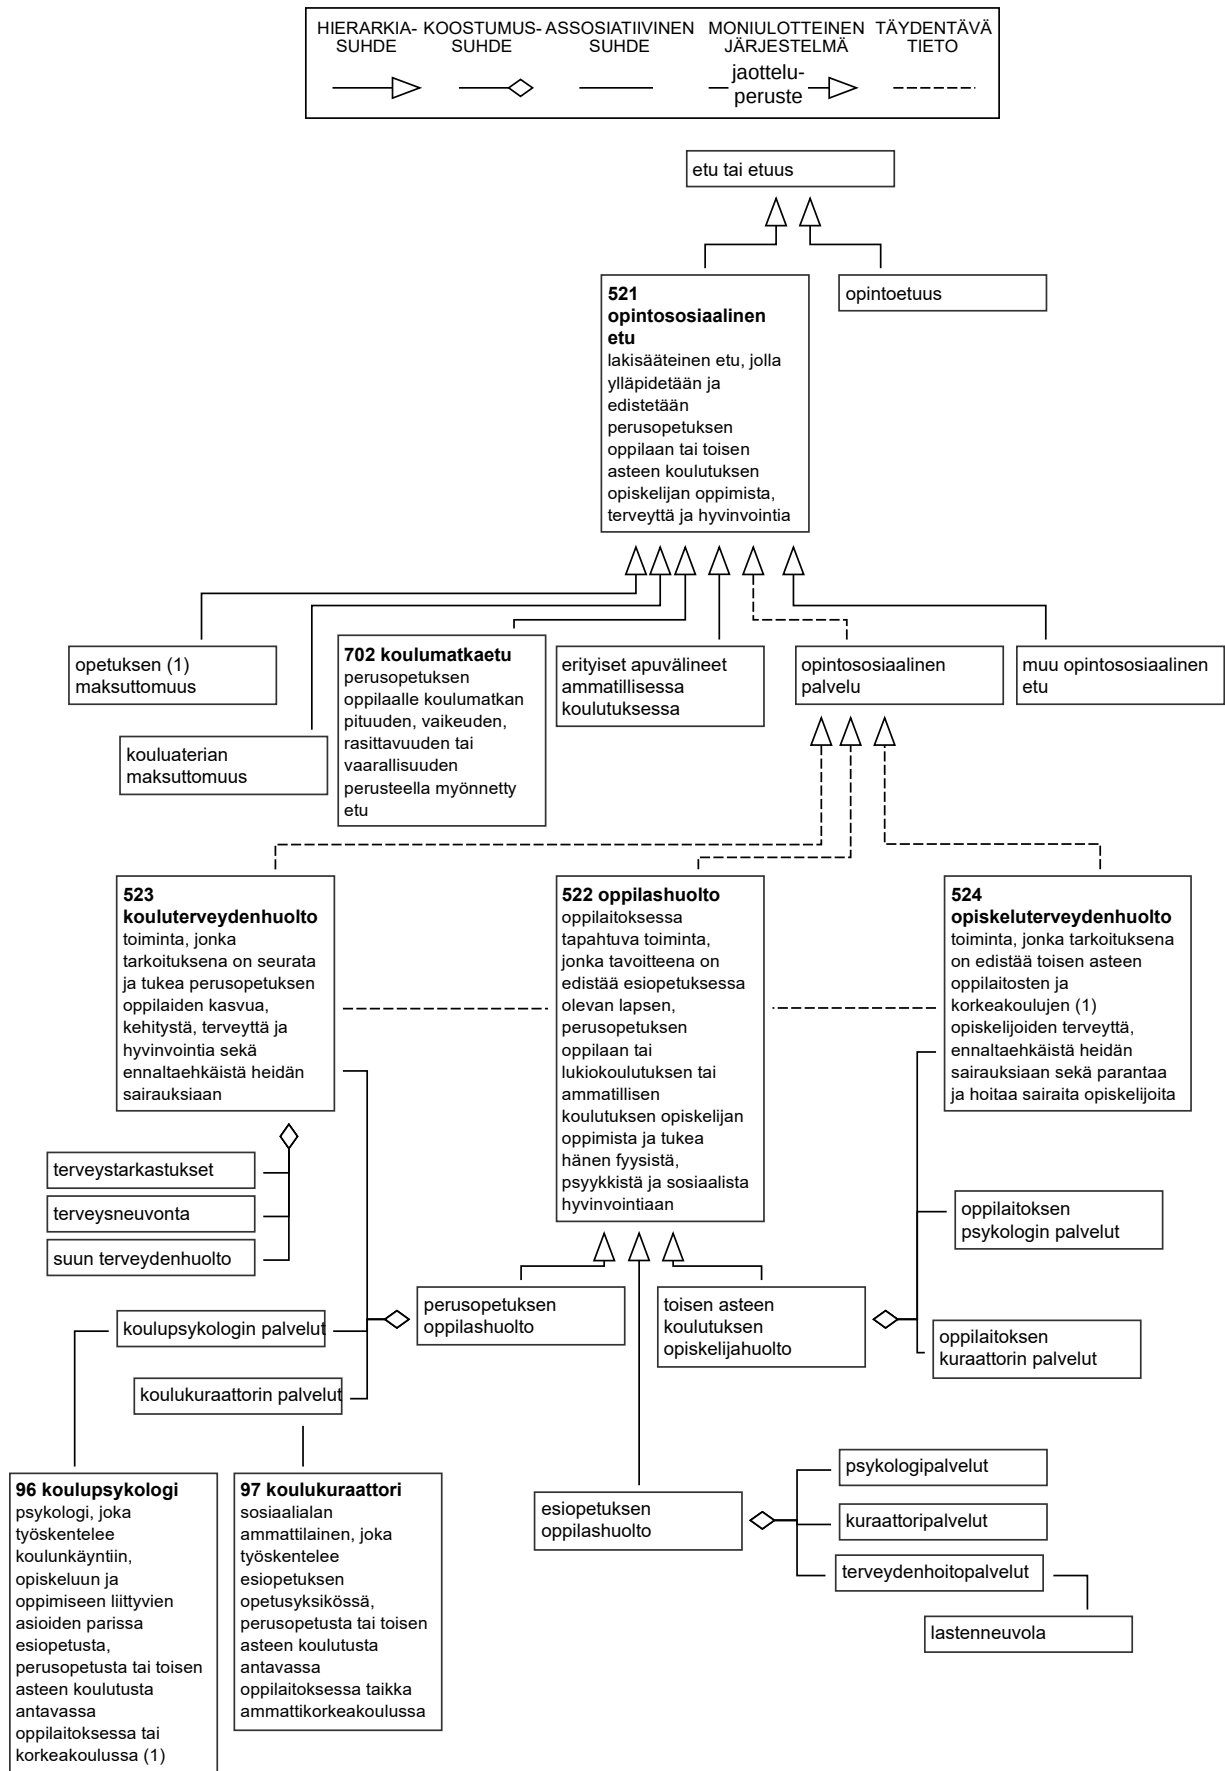 HIERARKIA-
SUHDE
KOOSTUMUS-
SUHDE
ASSOSIATIIVINEN
SUHDE
MONIULOTTEINEN
JÄRJESTELMÄ
jaottelu-
peruste
TÄYDENTÄVÄ
TIETO
etu tai etuus
521
opintososiaalinen
etu
lakisääteinen etu, jolla
ylläpidetään ja
edistetään
perusopetuksen
oppilaan tai toisen
asteen koulutuksen
opiskelijan oppimista,
terveyttä ja hyvinvointia
opintoetuus
opetuksen (1)
maksuttomuus
kouluaterian
maksuttomuus
702 koulumatkaetu
perusopetuksen
oppilaalle koulumatkan
pituuden, vaikeuden,
rasittavuuden tai
vaarallisuuden
perusteella myönnetty
etu
erityiset apuvälineet
ammatillisessa
koulutuksessa
opintososiaalinen
palvelu
muu opintososiaalinen
etu
523
kouluterveydenhuolto
toiminta, jonka
tarkoituksena on seurata
ja tukea perusopetuksen
oppilaiden kasvua,
kehitystä, terveyttä ja
hyvinvointia sekä
ennaltaehkäistä heidän
sairauksiaan
522 oppilashuolto
oppilaitoksessa
tapahtuva toiminta,
jonka tavoitteena on
edistää esiopetuksessa
olevan lapsen,
perusopetuksen
oppilaan tai
lukiokoulutuksen tai
ammatillisen
koulutuksen opiskelijan
oppimista ja tukea
hänen fyysistä,
psyykkistä ja sosiaalista
hyvinvointiaan
524
opiskeluterveydenhuolto
toiminta, jonka tarkoituksena
on edistää toisen asteen
oppilaitosten ja
korkeakoulujen (1)
opiskelijoiden terveyttä,
ennaltaehkäistä heidän
sairauksiaan sekä parantaa
ja hoitaa sairaita opiskelijoita
terveystarkastukset
terveysneuvonta
suun terveydenhuolto
oppilaitoksen
psykologin palvelut
perusopetuksen
oppilashuolto
toisen asteen
koulutuksen
opiskelijahuolto
koulupsykologin palvelut
oppilaitoksen
kuraattorin palvelut
koulukuraattorin palvelut
96 koulupsykologi
psykologi, joka
työskentelee
koulunkäyntiin,
opiskeluun ja
oppimiseen liittyvien
asioiden parissa
esiopetusta,
perusopetusta tai toisen
asteen koulutusta
antavassa
oppilaitoksessa tai
korkeakoulussa (1)
97 koulukuraattori
sosiaalialan
ammattilainen, joka
työskentelee
esiopetuksen
opetusyksikössä,
perusopetusta tai toisen
asteen koulutusta
antavassa
oppilaitoksessa taikka
ammattikorkeakoulussa
esiopetuksen
oppilashuolto
psykologipalvelut
kuraattoripalvelut
terveydenhoitopalvelut
lastenneuvola